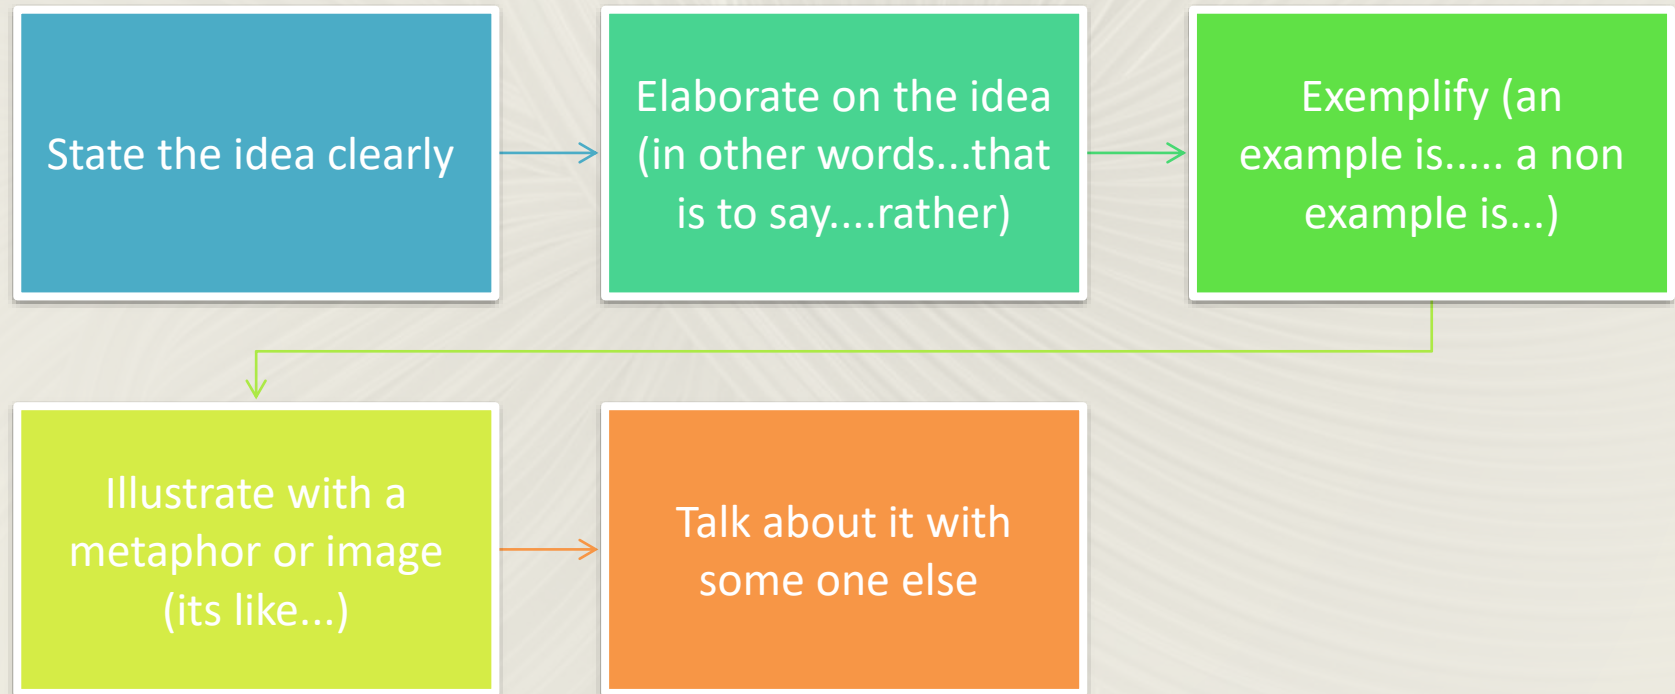 State the idea clearly
Elaborate on the idea
(in other words...that
is to say....rather)
Exemplify (an
example is..... a non
example is...)
Illustrate with a
metaphor or image
(its like...)
Talk about it with
some one else